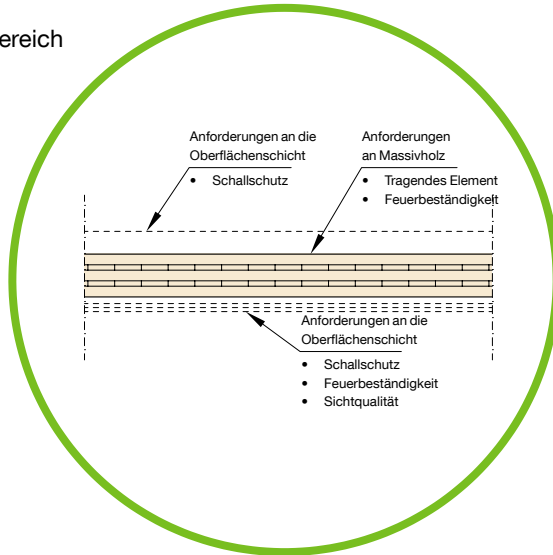 ereich
Anforderungen an die
Oberflächenschicht
• Schallschutz
Anforderungen
an Massivholz
• Tragendes Element
• Feuerbeständigkeit
Anforderungen an die
Oberflächenschicht
• Schallschutz
• Feuerbeständigkeit
• Sichtqualität